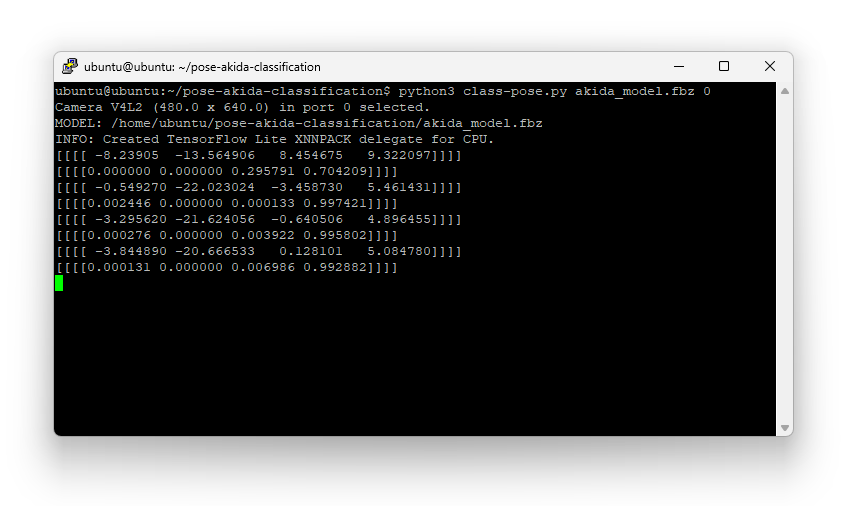 ubuntu@ubuntu: ~/pose-akida-classification
ubuntu@ubuntu:~/pose-akida-classification$ python3 class-pose.py akida_model.fbz 0
Camera V4L2 (480.0 x 640.0) in port 0 selected.
MODEL: /home/ubuntu/pose-akida-classification/akida_model.fbz
INFO: Created TensorFlow Lite XNNPACK delegate for CPU.
[[[[ -8.23905  -13.564906   8.454675   9.322097]]]]
[[[[0.000000 0.000000 0.295791 0.704209]]]]
[[[[ -0.549270 -22.023024  -3.458730   5.461431]]]]
[[[[0.002446 0.000000 0.000133 0.997421]]]]
[[[[ -3.295620 -21.624056  -0.640506   4.896455]]]]
[[[[0.000276 0.000000 0.003922 0.995802]]]]
[[[[ -3.844890 -20.666533   0.128101   5.084780]]]]
[[[[0.000131 0.000000 0.006986 0.992882]]]]